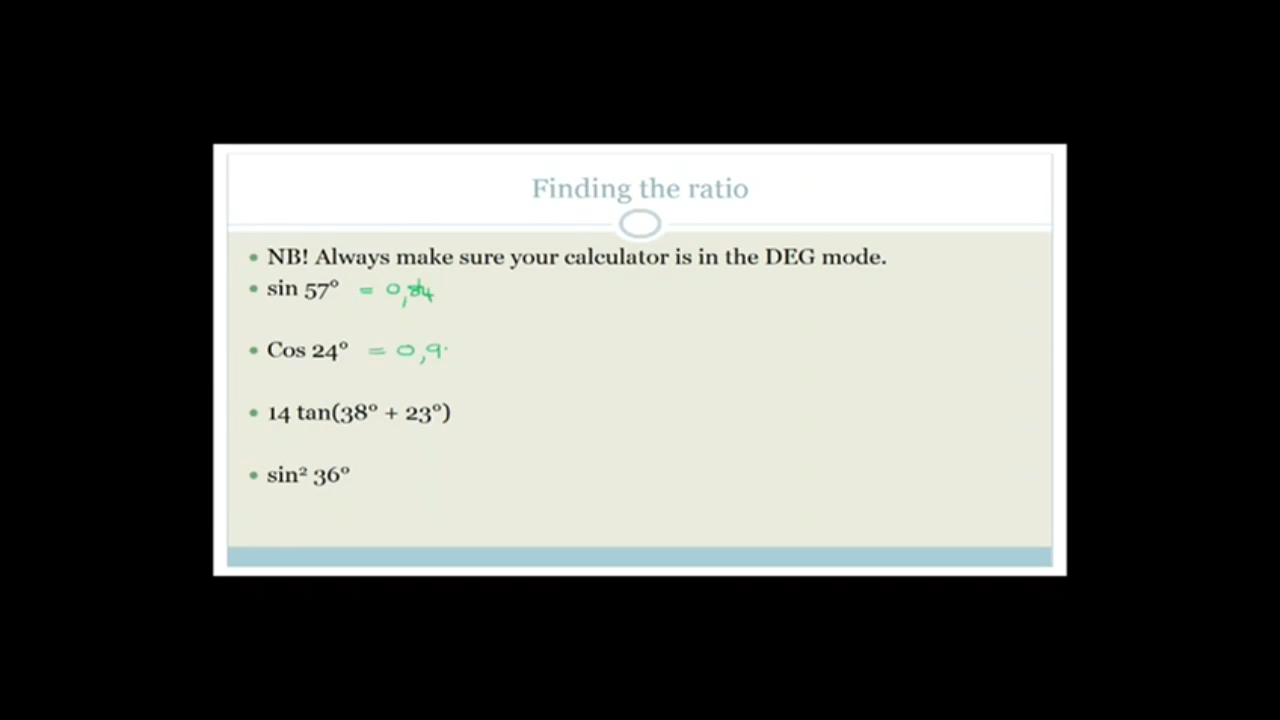 Finding the ratio
• NB! Always make sure your calculator is in the DEG mode.
• sin 57° = 0,84
• Cos 24° = 0,9
• 14 tan(38° + 23°)
• sin² 36°